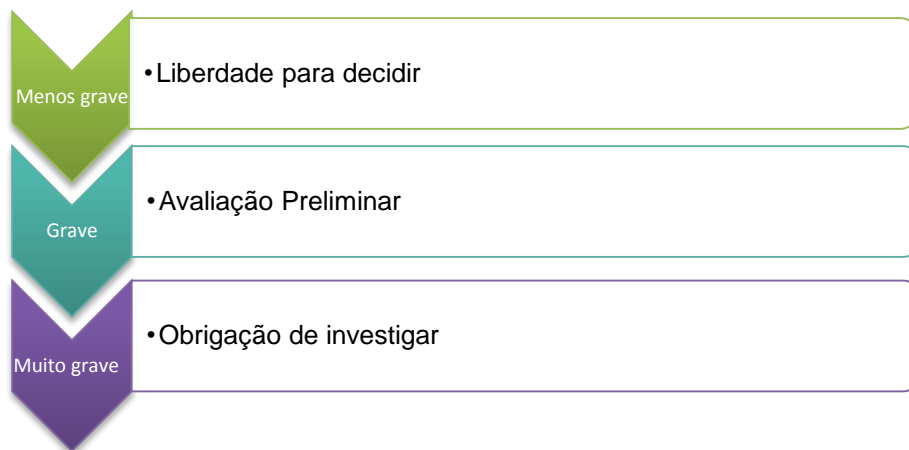 Menos grave
•Liberdade para decidir
Grave
•Avaliação Preliminar
Muito grave
•Obrigação de investigar